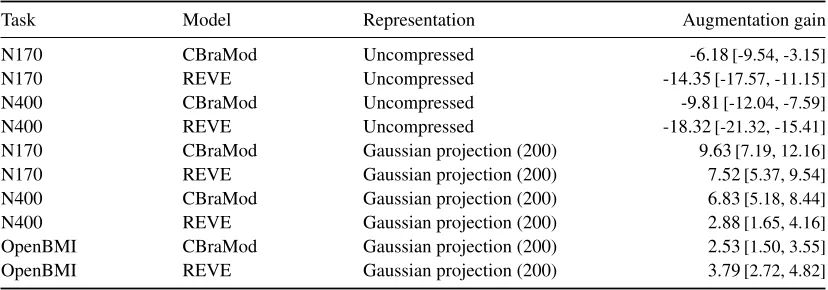 Task Model Representation Augmentation gain
N170 CBraMod Uncompressed -6.18 [-9.54, -3.15]
N170 REVE Uncompressed -14.35 [-17.57, -11.15]
N400 CBraMod Uncompressed -9.81 [-12.04, -7.59]
N400 REVE Uncompressed -18.32 [-21.32, -15.41]
N170 CBraMod Gaussian projection (200) 9.63 [7.19, 12.16]
N170 REVE Gaussian projection (200) 7.52 [5.37, 9.54]
N400 CBraMod Gaussian projection (200) 6.83 [5.18, 8.44]
N400 REVE Gaussian projection (200) 2.88 [1.65, 4.16]
OpenBMI CBraMod Gaussian projection (200) 2.53 [1.50, 3.55]
OpenBMI REVE Gaussian projection (200) 3.79 [2.72, 4.82]